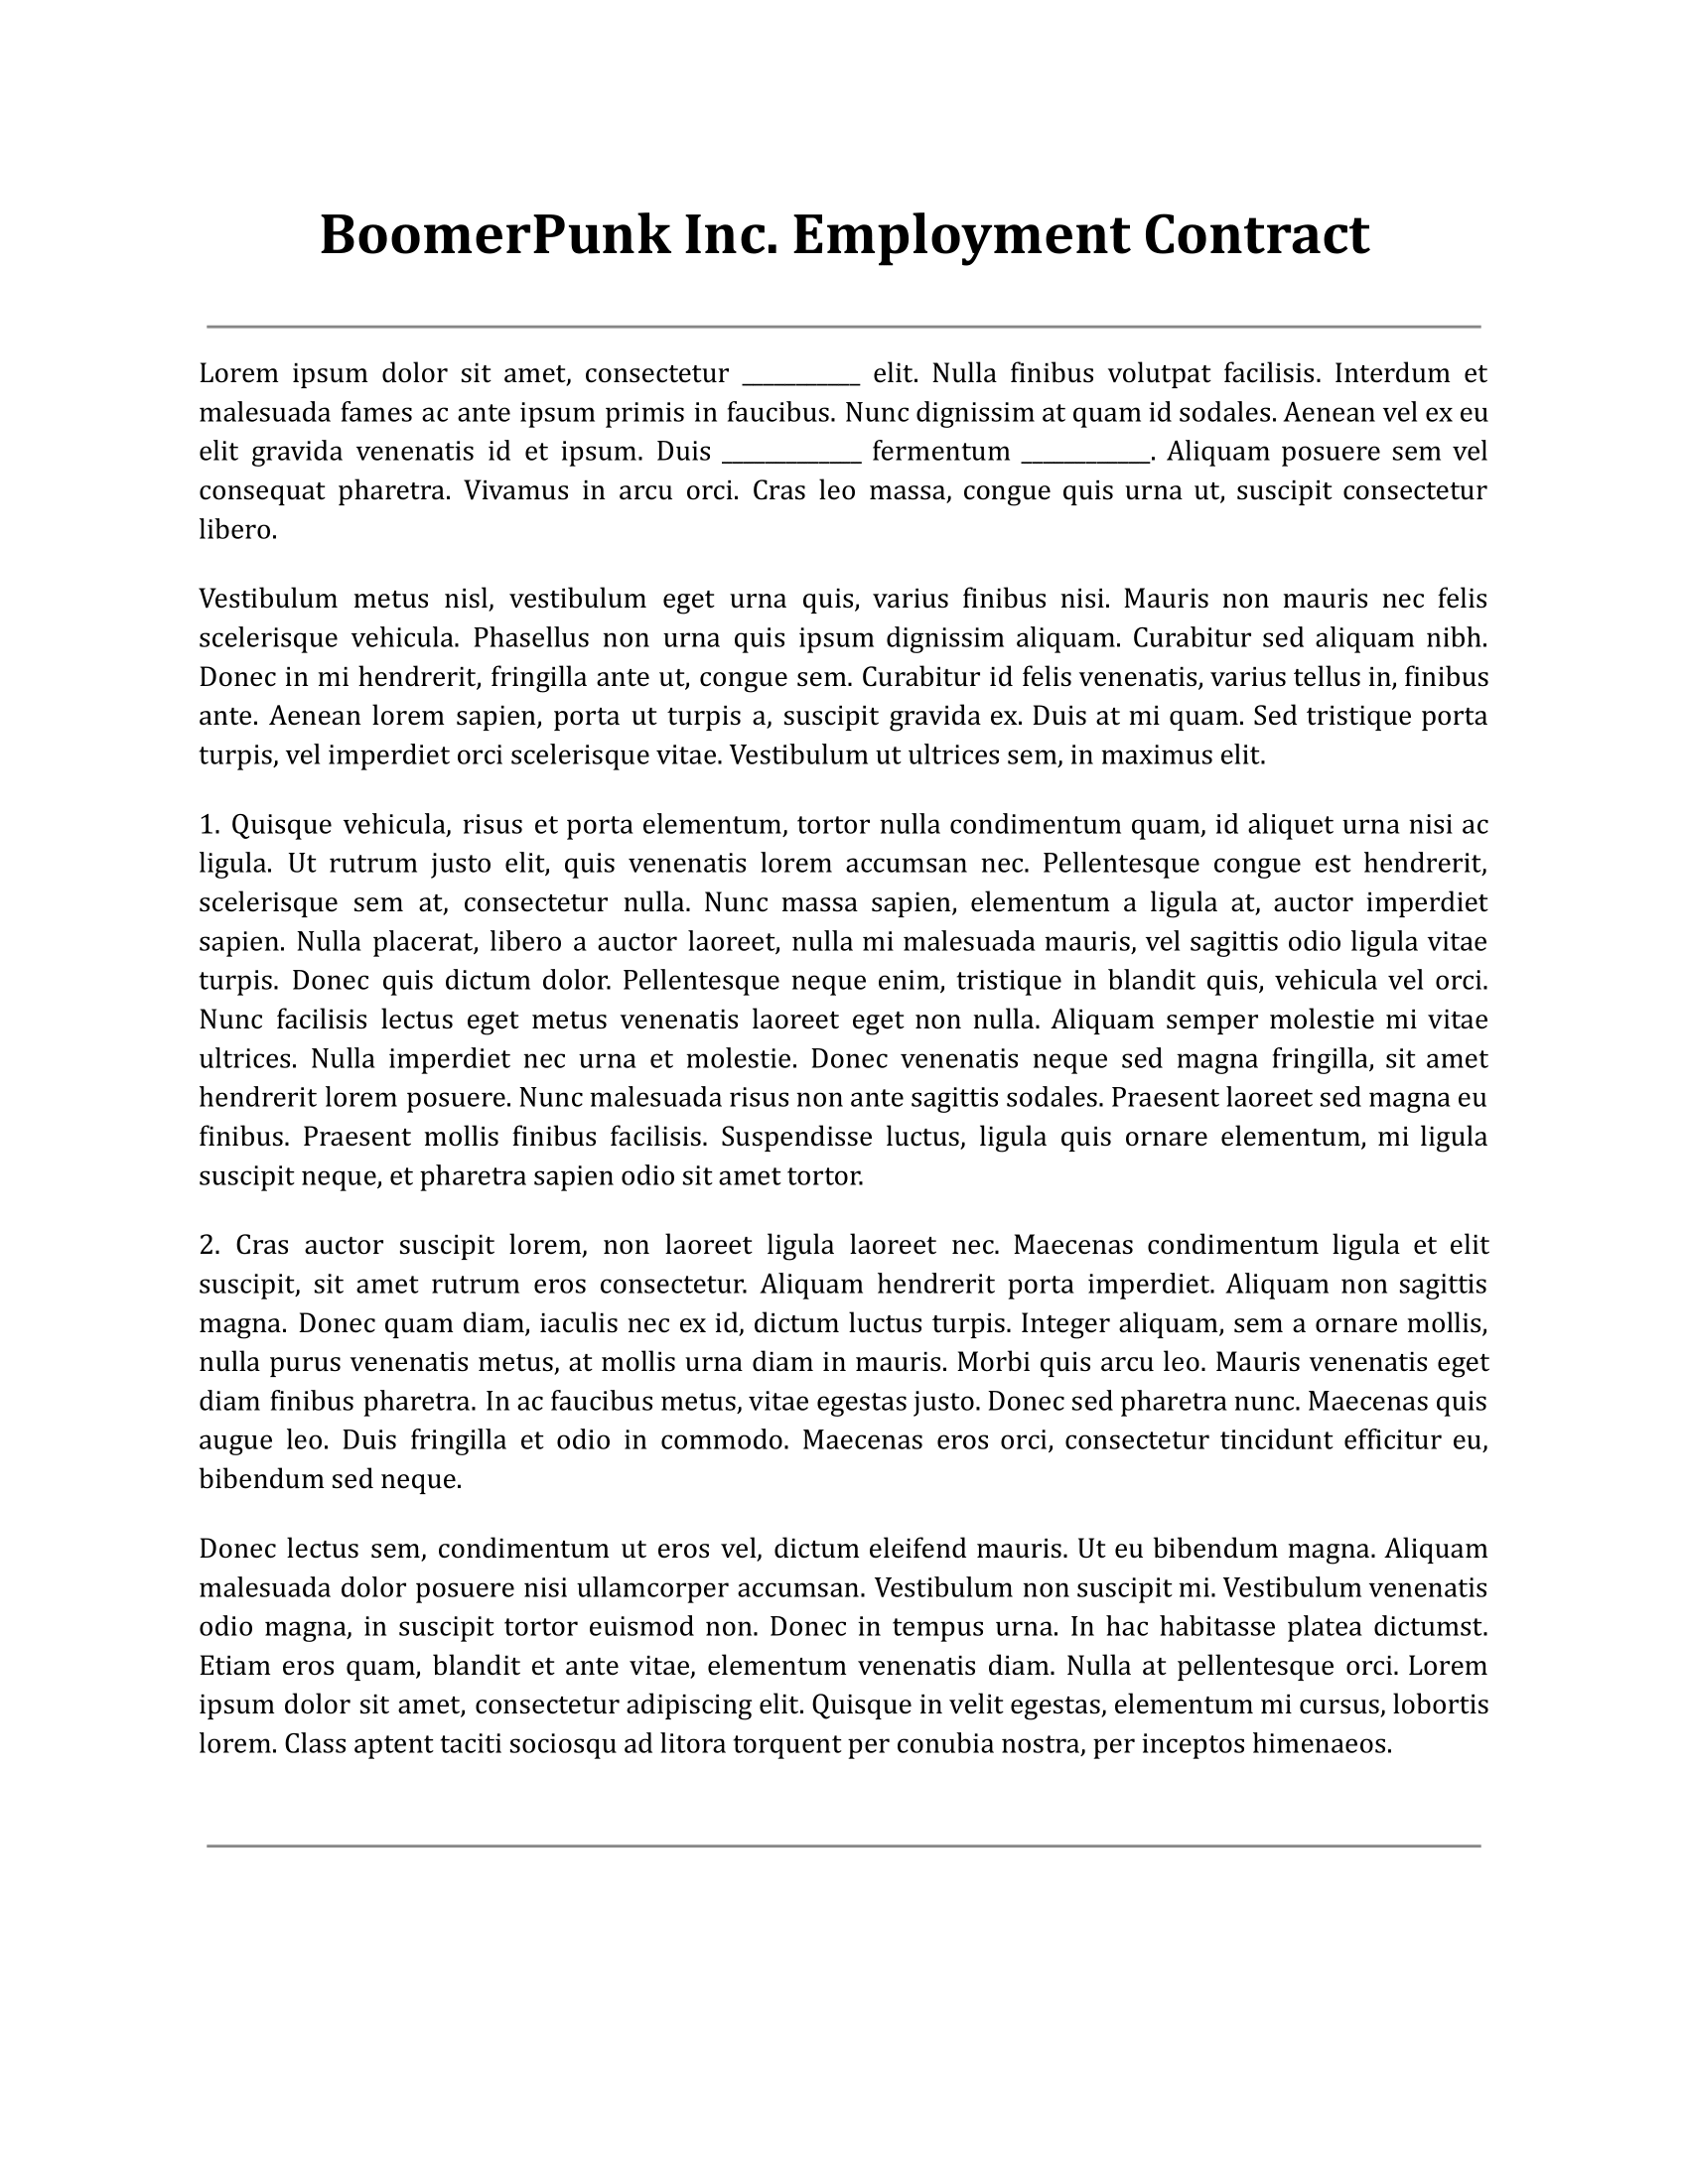 BoomerPunk Inc. Employment Contract
Lorem ipsum dolor sit amet, consectetur ___________ elit. Nulla finibus volutpat facilisis. Interdum et
malesuada fames ac ante ipsum primis in faucibus. Nunc dignissim at quam id sodales. Aenean vel ex eu
elit gravida venenatis id et ipsum. Duis _____________ fermentum ____________. Aliquam posuere sem vel
consequat pharetra. Vivamus in arcu orci. Cras leo massa, congue quis urna ut, suscipit consectetur
libero.
Vestibulum metus nisl, vestibulum eget urna quis, varius finibus nisi. Mauris non mauris nec felis
scelerisque vehicula. Phasellus non urna quis ipsum dignissim aliquam. Curabitur sed aliquam nibh.
Donec in mi hendrerit, fringilla ante ut, congue sem. Curabitur id felis venenatis, varius tellus in, finibus
ante. Aenean lorem sapien, porta ut turpis a, suscipit gravida ex. Duis at mi quam. Sed tristique porta
turpis, vel imperdiet orci scelerisque vitae. Vestibulum ut ultrices sem, in maximus elit.
1. Quisque vehicula, risus et porta elementum, tortor nulla condimentum quam, id aliquet urna nisi ac
ligula. Ut rutrum justo elit, quis venenatis lorem accumsan nec. Pellentesque congue est hendrerit,
scelerisque sem at, consectetur nulla. Nunc massa sapien, elementum a ligula at, auctor imperdiet
sapien. Nulla placerat, libero a auctor laoreet, nulla mi malesuada mauris, vel sagittis odio ligula vitae
turpis. Donec quis dictum dolor. Pellentesque neque enim, tristique in blandit quis, vehicula vel orci.
Nunc facilisis lectus eget metus venenatis laoreet eget non nulla. Aliquam semper molestie mi vitae
ultrices. Nulla imperdiet nec urna et molestie. Donec venenatis neque sed magna fringilla, sit amet
hendrerit lorem posuere. Nunc malesuada risus non ante sagittis sodales. Praesent laoreet sed magna eu
finibus. Praesent mollis finibus facilisis. Suspendisse luctus, ligula quis ornare elementum, mi ligula
suscipit neque, et pharetra sapien odio sit amet tortor.
2. Cras auctor suscipit lorem, non laoreet ligula laoreet nec. Maecenas condimentum ligula et elit
suscipit, sit amet rutrum eros consectetur. Aliquam hendrerit porta imperdiet. Aliquam non sagittis
magna. Donec quam diam, iaculis nec ex id, dictum luctus turpis. Integer aliquam, sem a ornare mollis,
nulla purus venenatis metus, at mollis urna diam in mauris. Morbi quis arcu leo. Mauris venenatis eget
diam finibus pharetra. In ac faucibus metus, vitae egestas justo. Donec sed pharetra nunc. Maecenas quis
augue leo. Duis fringilla et odio in commodo. Maecenas eros orci, consectetur tincidunt efficitur eu,
bibendum sed neque.
Donec lectus sem, condimentum ut eros vel, dictum eleifend mauris. Ut eu bibendum magna. Aliquam
malesuada dolor posuere nisi ullamcorper accumsan. Vestibulum non suscipit mi. Vestibulum venenatis
odio magna, in suscipit tortor euismod non. Donec in tempus urna. In hac habitasse platea dictumst.
Etiam eros quam, blandit et ante vitae, elementum venenatis diam. Nulla at pellentesque orci. Lorem
ipsum dolor sit amet, consectetur adipiscing elit. Quisque in velit egestas, elementum mi cursus, lobortis
lorem. Class aptent taciti sociosqu ad litora torquent per conubia nostra, per inceptos himenaeos.